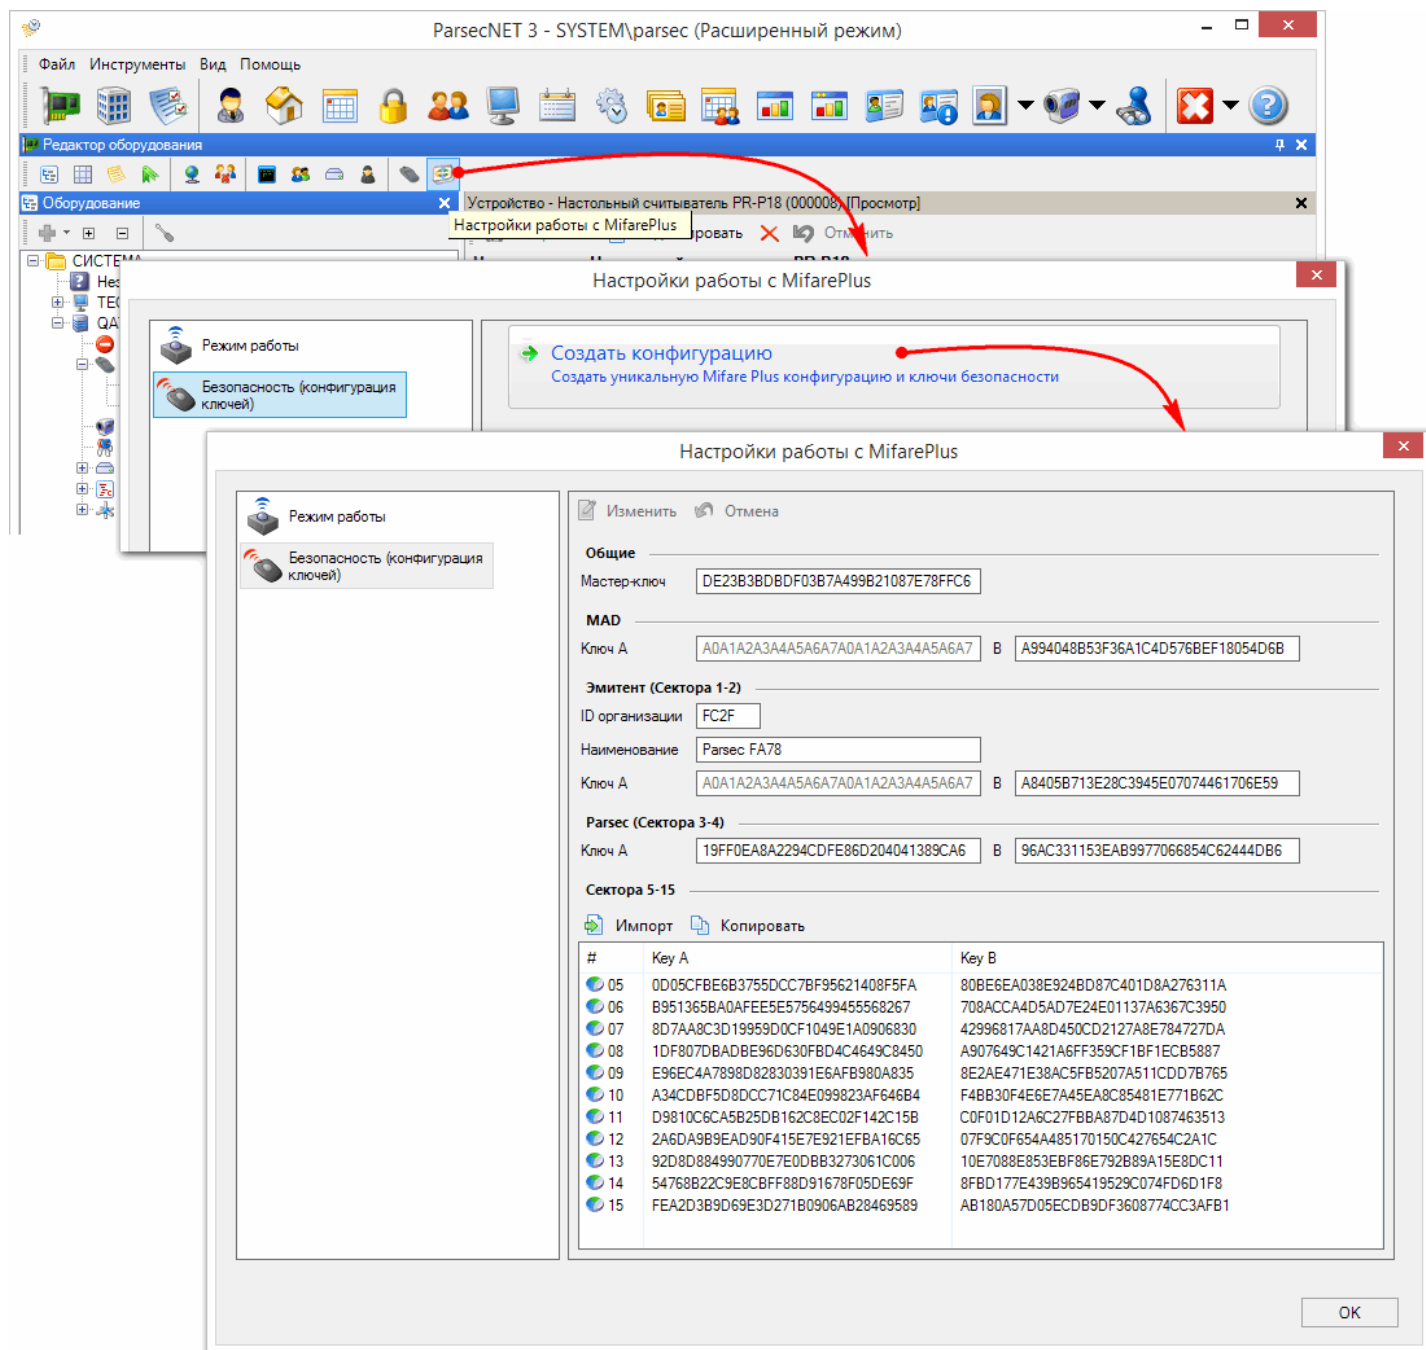 ParsecNET 3 - SYSTEM\parsec (Расширенный режим)
Файл Инструменты Вид Помощь
Редактор оборудования
Оборудование
Устройство - Настольный считыватель PR-P18 (000008) [Просмотр]
Настройки работы с MifarePlus
СИСТЕМА
Настройки работы с MifarePlus
Режим работы
Безопасность (конфигурация
ключей)
Создать конфигурацию
Создать уникальную Mifare Plus конфигурацию и ключи безопасности
Настройки работы с MifarePlus
Режим работы
Безопасность (конфигурация
ключей)
Изменить Отмена
Общие
Мастер-ключ DE23B3BDBDF03B7A499B21087E78FFC6
MAD
Ключ A A0A1A2A3A4A5A6A7A0A1A2A3A4A5A6A7 B A994048B53F36A1C4D576BEF18054D6B
Эмитент (Сектора 1-2)
ID организации FC2F
Наименование Parsec FA78
Ключ A A0A1A2A3A4A5A6A7A0A1A2A3A4A5A6A7 B A8405B713E28C3945E07074461706E59
Parsec (Сектора 3-4)
Ключ A 19FF0EA8A2294CDFE86D204041389CA6 B 96AC331153EAB9977066854C62444DB6
Сектора 5-15
Импорт Копировать
# Key A Key B
05 0D05CFBE6B3755DCC7BF95621408F5FA 80BE6EA038E924BD87C401D8A276311A
06 B951365BA0AFEE5E5756499455568267 708ACCA4D5AD7E24E01137A6367C3950
07 8D7AA8C3D19959D0CF1049E1A0906830 42996817AA8D450CD2127A8E784727DA
08 1DF807DBADBE96D630FBD4C4649C8450 A907649C1421A6FF359CF1BF1ECB5887
09 E96EC4A7898D82830391E6AFB980A835 8E2AE471E38AC5FB5207A511CDD7B765
10 A34CDBF5D8DCC71C84E099823AF646B4 F4BB30F4E6E7A45EA8C85481E771B62C
11 D9810C6CA5B25DB162C8EC02F142C15B C0F01D12A6C27FBBA87D4D1087463513
12 2A6DA9B9EAD90F415E7E921EFBA16C65 07F9C0F654A485170150C427654C2A1C
13 92D8D884990770E7E0DBB3273061C006 10E7088E853EBF86E792B89A15E8DC11
14 54768B22C9E8CBFF88D91678F05DE69F 8FBD177E439B965419529C074FD6D1F8
15 FEA2D3B9D69E3D271B0906AB28469589 AB180A57D05ECDB9DF3608774CC3AFB1
OK